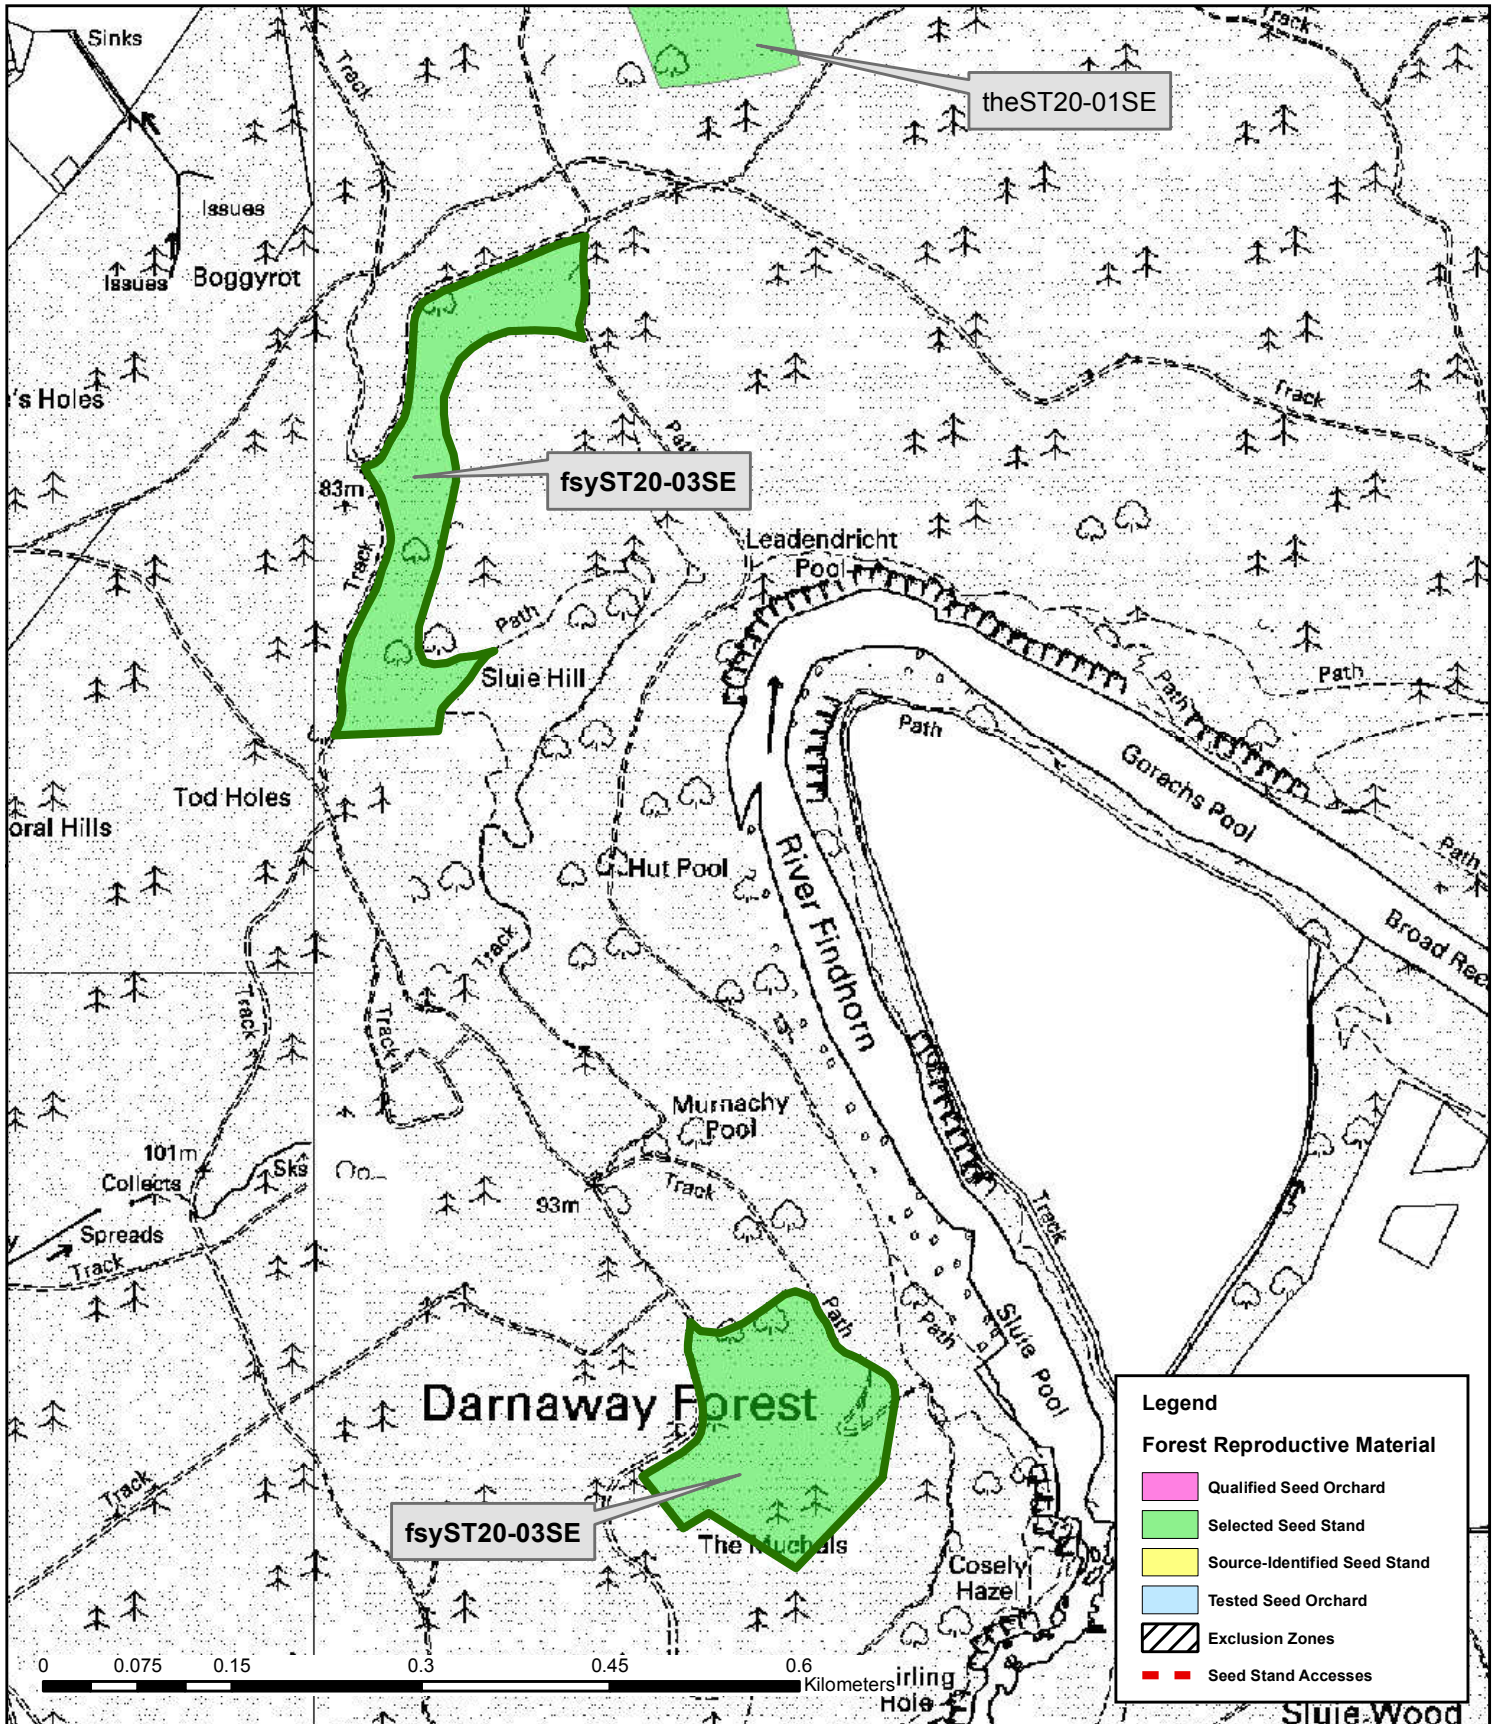 Sinks
Track
Track
theST20-01SE
Issues
Issues
Boggyrot
's Holes
Track
Path
83m
fsyST20-03SE
Leadendricht
Pool
Track
Path
Sluie Hill
Path
Path
Path
Gorachs Pool
Tod Holes
oral Hills
Hut Pool
River Findhorn
Path
Broad Ree
Track
Track
Track
Murnachy
Pool
101m
Collects
Sks
Track
93m
Spreads
Track
Track
Path
Path
Sluie Pool
Darnaway Forest
Track
fsyST20-03SE
The Muchals
Cosely
Hazel
Legend
Forest Reproductive Material
Qualified Seed Orchard
Selected Seed Stand
Source-Identified Seed Stand
Tested Seed Orchard
Exclusion Zones
Seed Stand Accesses
0 0.075 0.15 0.3 0.45 0.6
Kilometers
irling
Hole
Sluie Wood